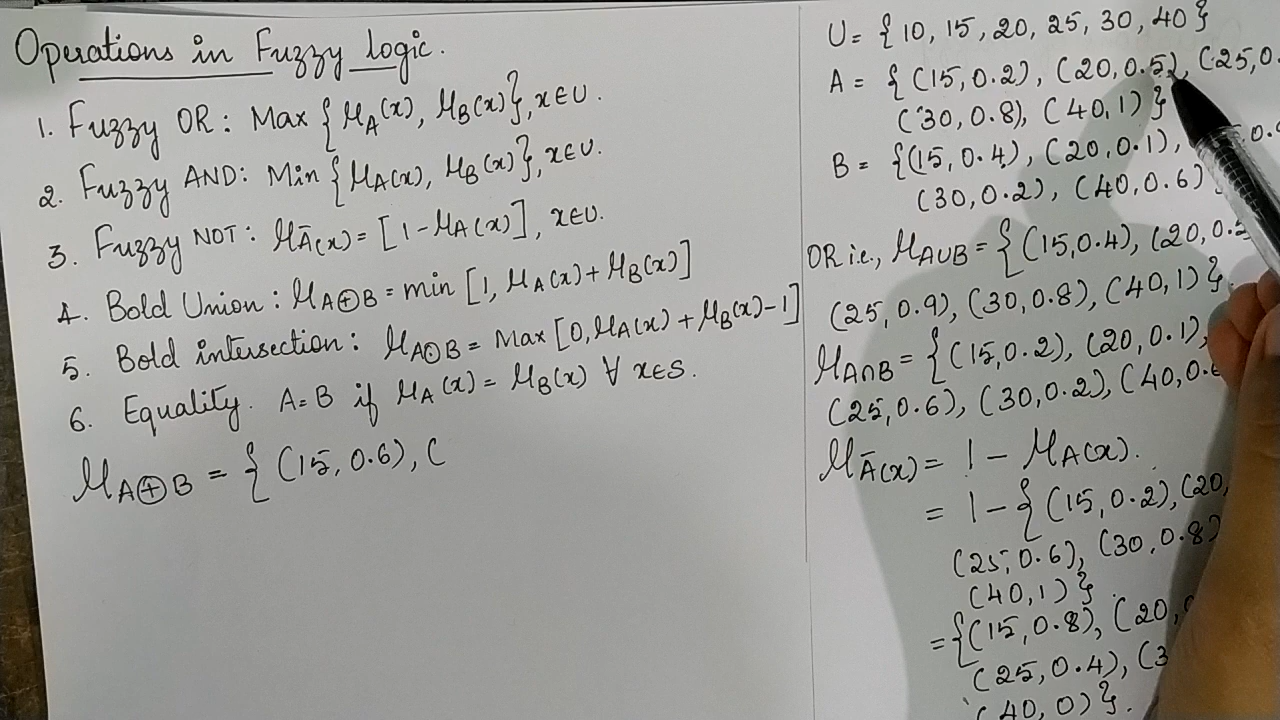 Operations in Fuzzy logic.
1. Fuzzy OR: Max {μA(x), μB(x)}, x∈U.
2. Fuzzy AND: Min {μA(x), μB(x)}, x∈U.
3. Fuzzy NOT: μĀ(x) = [1-μA(x)], x∈U.
4. Bold Union: μA⊕B = min [1, μA(x) + μB(x)]
5. Bold intersection: μA⊙B = Max [0, μA(x) + μB(x) - 1]
6. Equality. A=B if μA(x) = μB(x) ∀ x∈S.
μA⊕B = {(15, 0.6), (
U = {10, 15, 20, 25, 30, 40}
A = {(15, 0.2), (20, 0.5), (25, 0.
(30, 0.8), (40, 1)}
B = {(15, 0.4), (20, 0.1),
(30, 0.2), (40, 0.6)
OR i.e., μA∪B = {(15, 0.4), (20, 0.5
(25, 0.9), (30, 0.8), (40, 1)}.
μA∩B = {(15, 0.2), (20, 0.1),
(25, 0.6), (30, 0.2), (40, 0.6
μĀ(x) = 1 - μA(x).
= 1 - {(15, 0.2), (20,
(25, 0.6), (30, 0.8)
(40, 1)}.
= {(15, 0.8), (20,
(25, 0.4), (3
(40, 0)}.